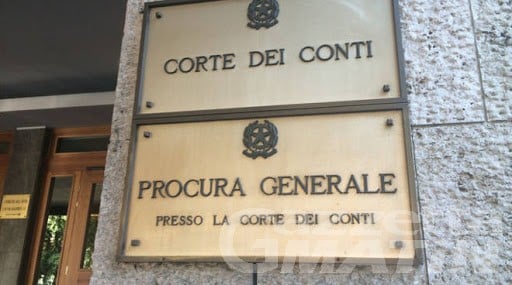 CORTE DEI CONTI
PROCURA GENERALE
PRESSO LA CORTE DEI CONTI